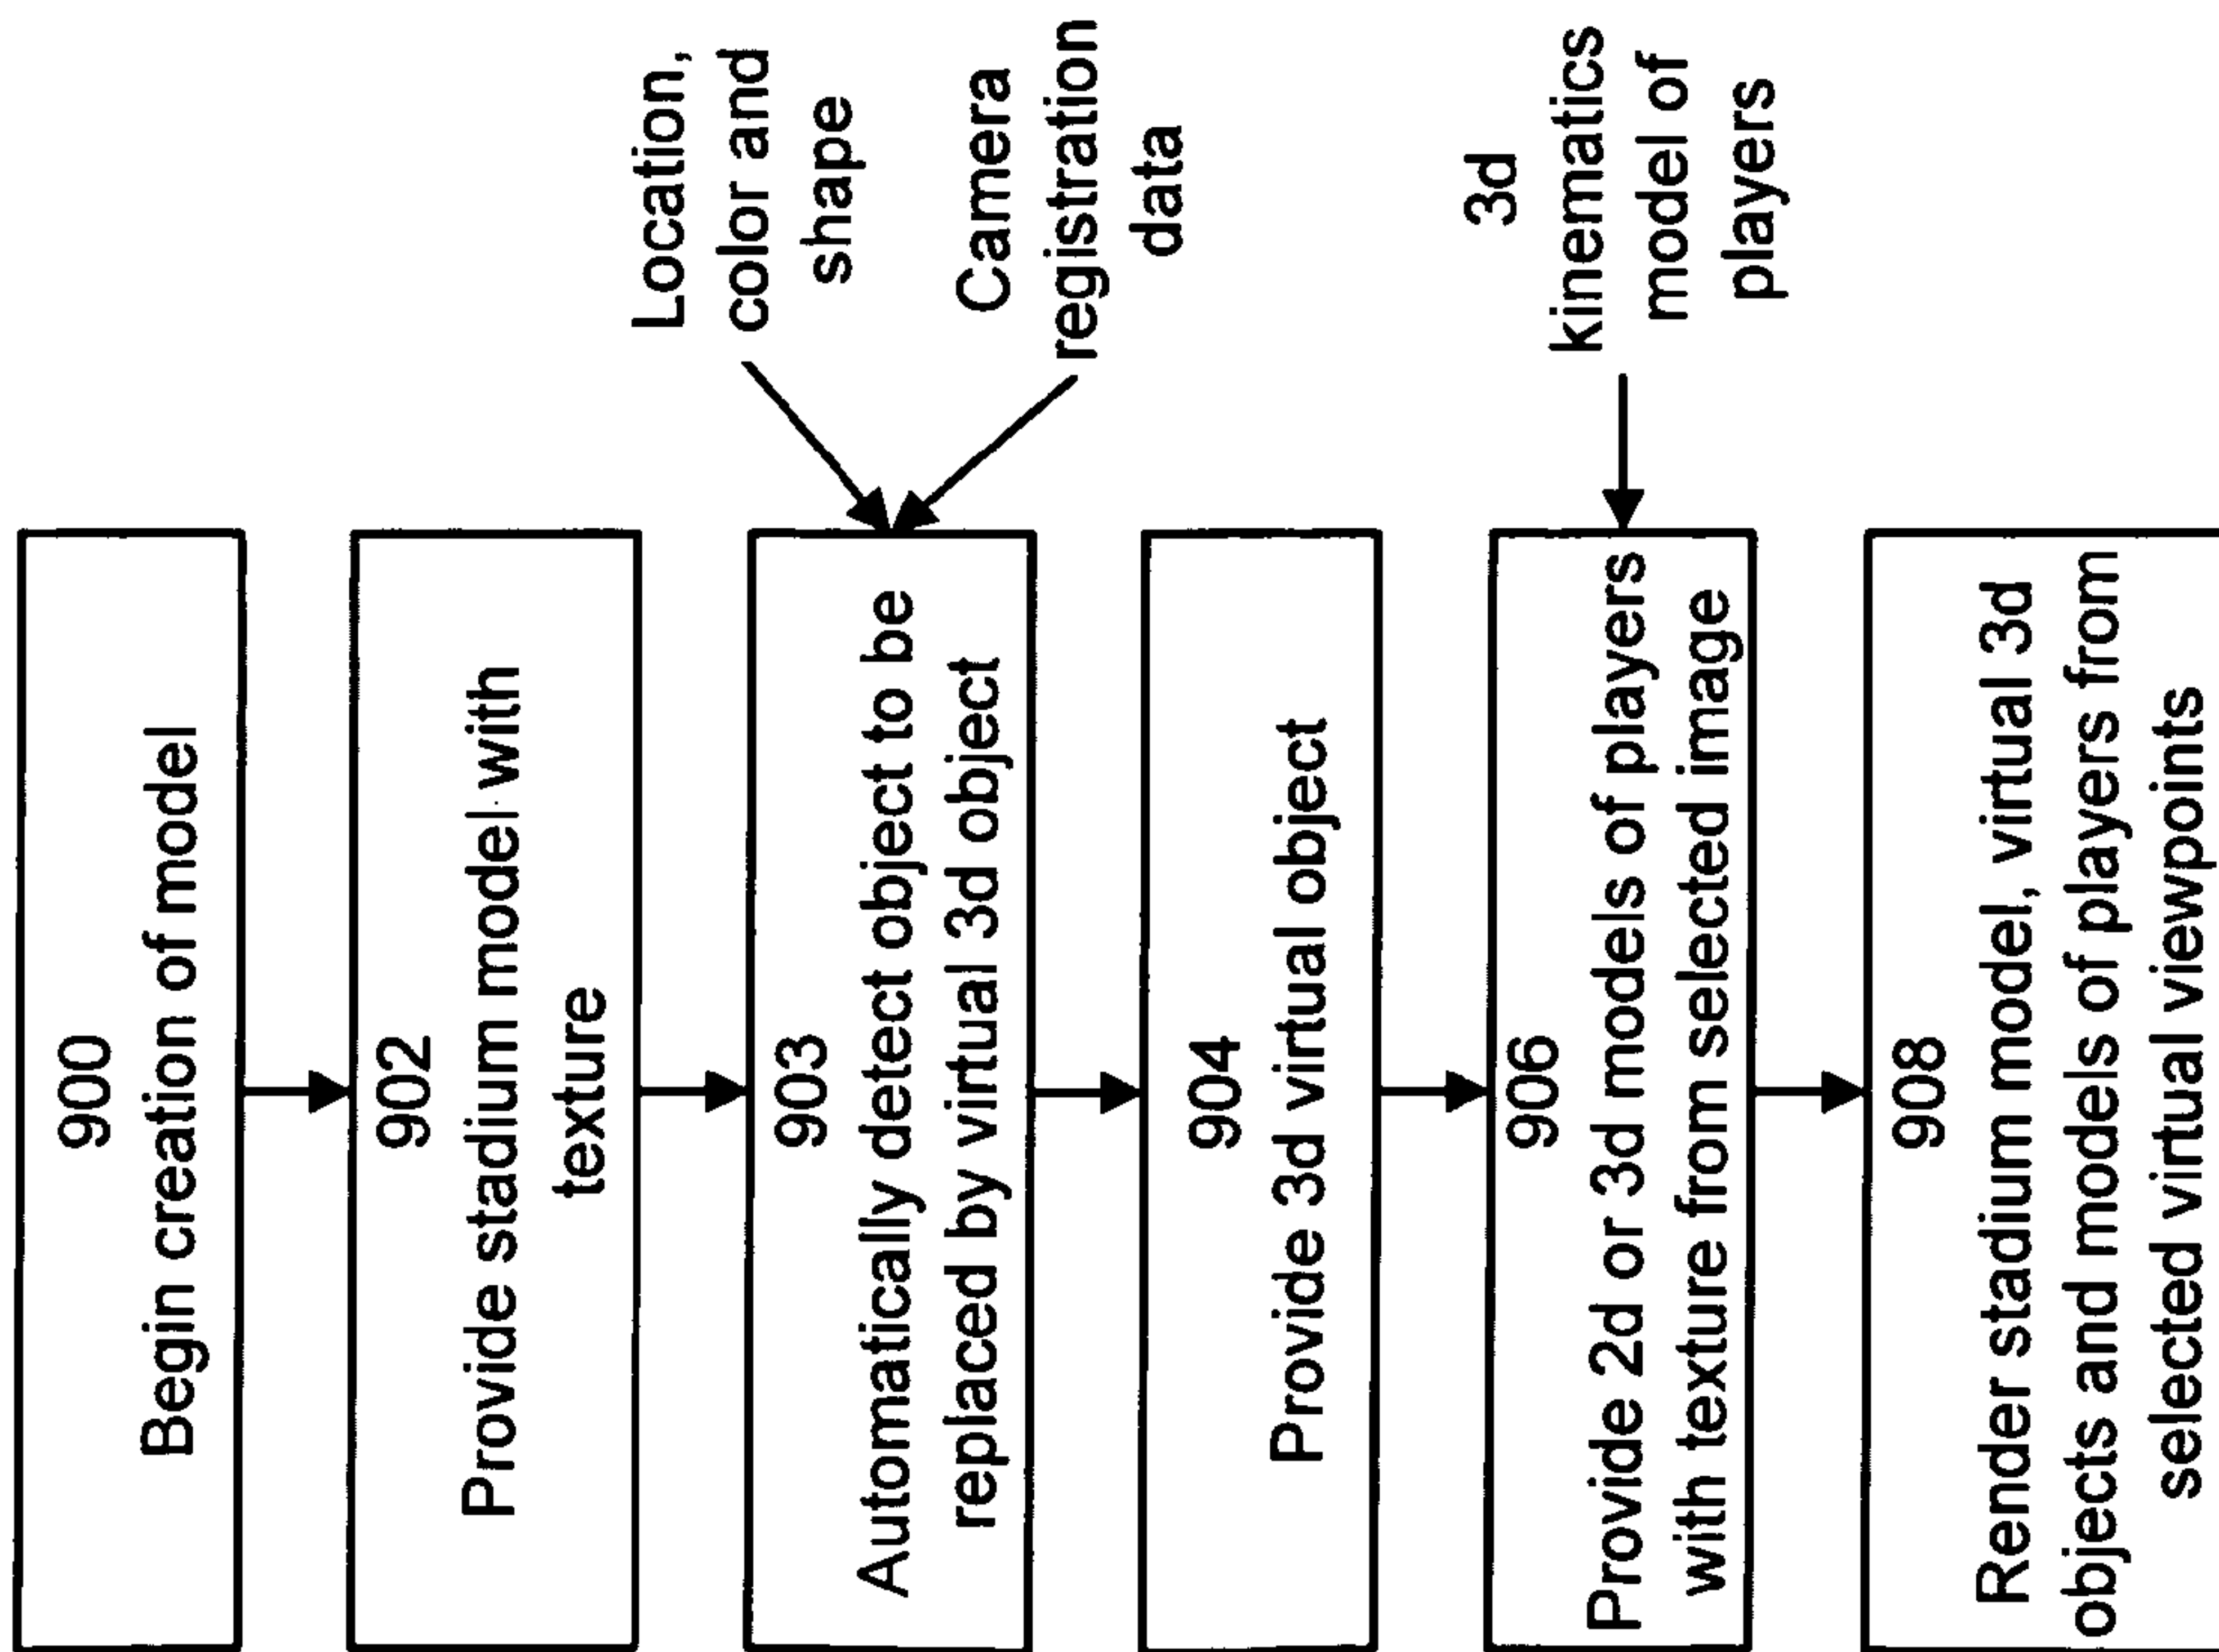 900
Begin creation of model
902
Provide stadium model with
texture
903
Automatically detect object to be
replaced by virtual 3d object
Location,
color and
shape
Camera
registration
data
904
Provide 3d virtual object
906
Provide 2d or 3d models of players
with texture from selected image
3d
kinematics
model of
players
908
Render stadium model, virtual 3d
objects and models of players from
selected virtual viewpoints